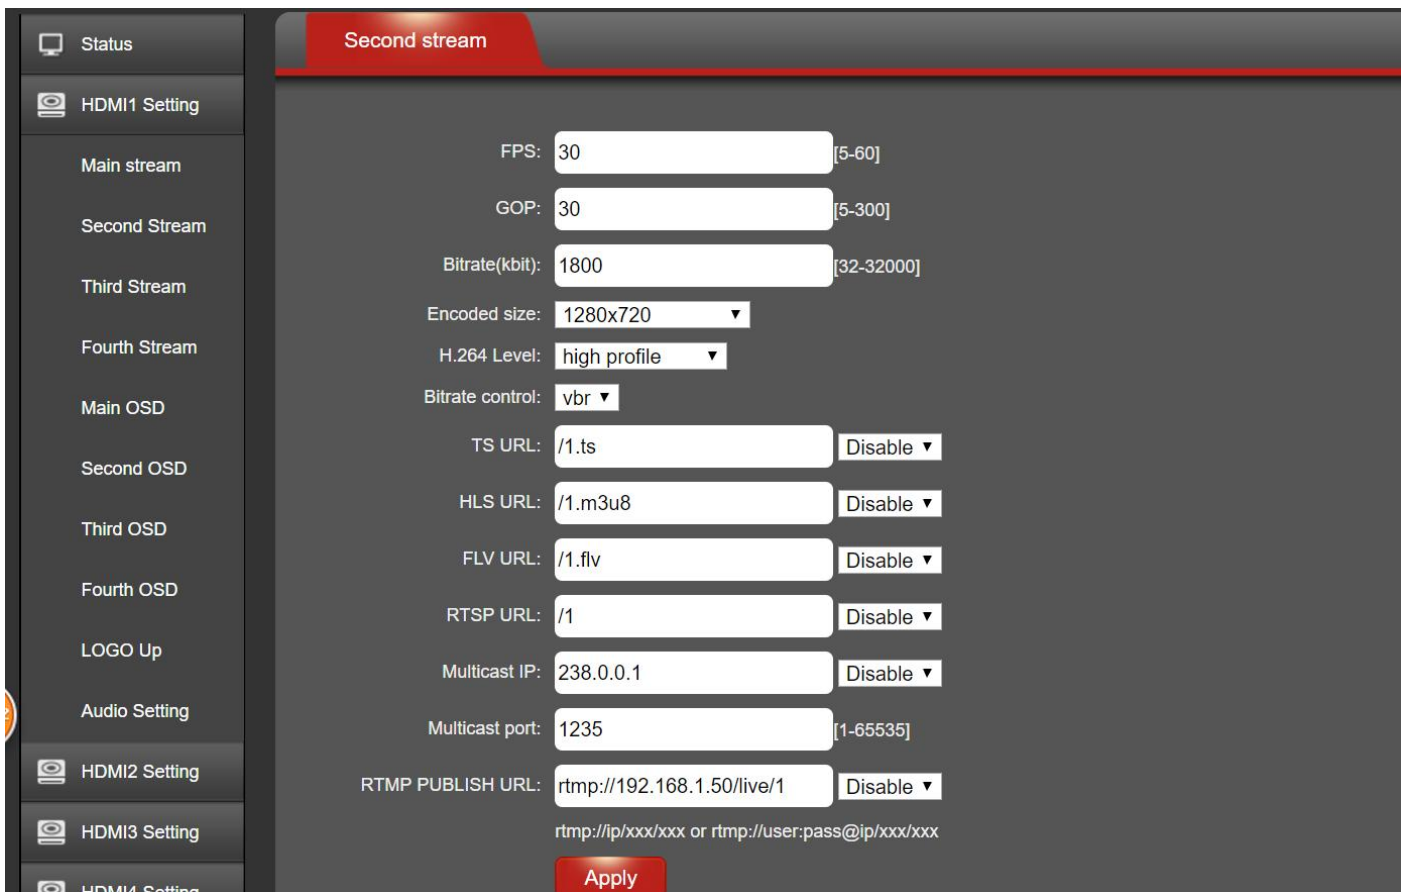 Status
HDMI1 Setting
Main stream
Second Stream
Third Stream
Fourth Stream
Main OSD
Second OSD
Third OSD
Fourth OSD
LOGO Up
Audio Setting
HDMI2 Setting
HDMI3 Setting
HDMI4 Setting
Second stream
FPS: 30 [5-60]
GOP: 30 [5-300]
Bitrate(kbit): 1800 [32-32000]
Encoded size: 1280x720
H.264 Level: high profile
Bitrate control: vbr
TS URL: /1.ts Disable
HLS URL: /1.m3u8 Disable
FLV URL: /1.flv Disable
RTSP URL: /1 Disable
Multicast IP: 238.0.0.1 Disable
Multicast port: 1235 [1-65535]
RTMP PUBLISH URL: rtmp://192.168.1.50/live/1 Disable
rtmp://ip/xxx/xxx or rtmp://user:pass@ip/xxx/xxx
Apply